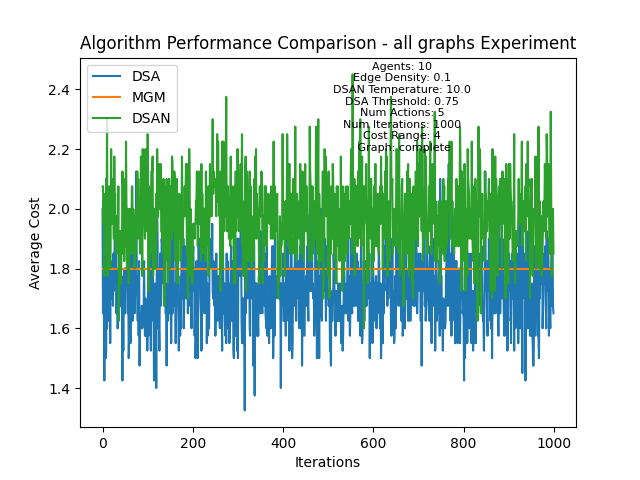 Algorithm Performance Comparison - all graphs Experiment
DSA
MGM
DSAN
Agents: 10
Edge Density: 0.1
DSAN Temperature: 10.0
DSA Threshold: 0.75
Num Actions: 5
Num Iterations: 1000
Cost Range: 4
Graph: complete
Average Cost
2.4
2.2
2.0
1.8
1.6
1.4
0
200
400
600
800
1000
Iterations